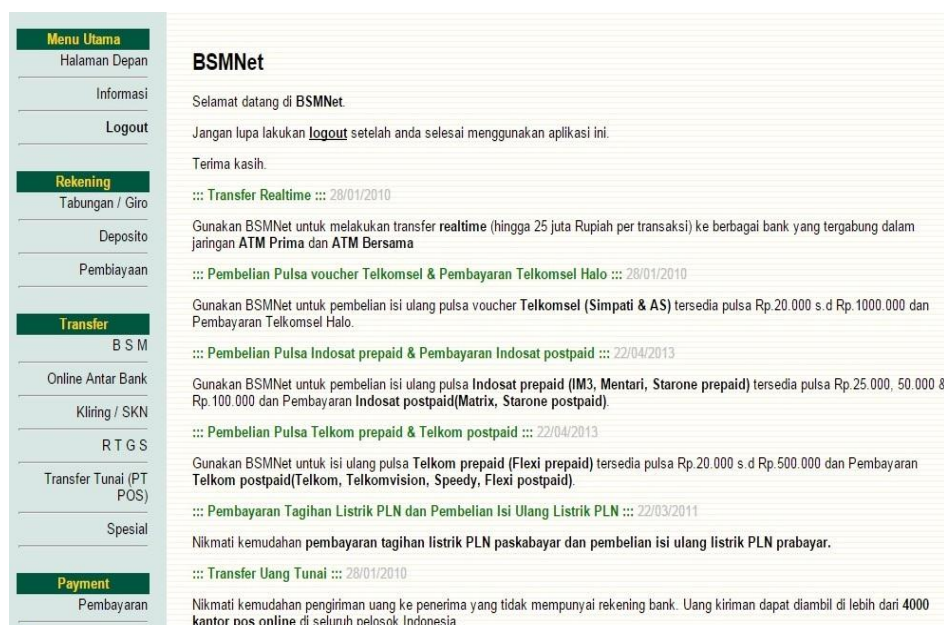 Menu Utama
Halaman Depan
Informasi
Logout
Rekening
Tabungan / Giro
Deposito
Pembiayaan
Transfer
B S M
Online Antar Bank
Kliring / SKN
R T G S
Transfer Tunai (PT
POS)
Spesial
Payment
Pembayaran
BSMNet
Selamat datang di BSMNet.
Jangan lupa lakukan logout setelah anda selesai menggunakan aplikasi ini.
Terima kasih.
::: Transfer Realtime ::: 28/01/2010
Gunakan BSMNet untuk melakukan transfer realtime (hingga 25 juta Rupiah per transaksi) ke berbagai bank yang tergabung dalam
jaringan ATM Prima dan ATM Bersama
::: Pembelian Pulsa voucher Telkomsel & Pembayaran Telkomsel Halo ::: 28/01/2010
Gunakan BSMNet untuk pembelian isi ulang pulsa voucher Telkomsel (Simpati & AS) tersedia pulsa Rp.20.000 s.d Rp.1000.000 dan
Pembayaran Telkomsel Halo.
::: Pembelian Pulsa Indosat prepaid & Pembayaran Indosat postpaid ::: 22/04/2013
Gunakan BSMNet untuk pembelian isi ulang pulsa Indosat prepaid (IM3, Mentari, Starone prepaid) tersedia pulsa Rp.25.000, 50.000 &
Rp.100.000 dan Pembayaran Indosat postpaid(Matrix, Starone postpaid).
::: Pembelian Pulsa Telkom prepaid & Telkom postpaid ::: 22/04/2013
Gunakan BSMNet untuk isi ulang pulsa Telkom prepaid (Flexi prepaid) tersedia pulsa Rp.20.000 s.d Rp.500.000 dan Pembayaran
Telkom postpaid(Telkom, Telkomvision, Speedy, Flexi postpaid).
::: Pembayaran Tagihan Listrik PLN dan Pembelian Isi Ulang Listrik PLN ::: 22/03/2011
Nikmati kemudahan pembayaran tagihan listrik PLN paskabayar dan pembelian isi ulang listrik PLN prabayar.
::: Transfer Uang Tunai ::: 28/01/2010
Nikmati kemudahan pengiriman uang ke penerima yang tidak mempunyai rekening bank. Uang kiriman dapat diambil di lebih dari 4000
kantor pos online di seluruh pelosok Indonesia